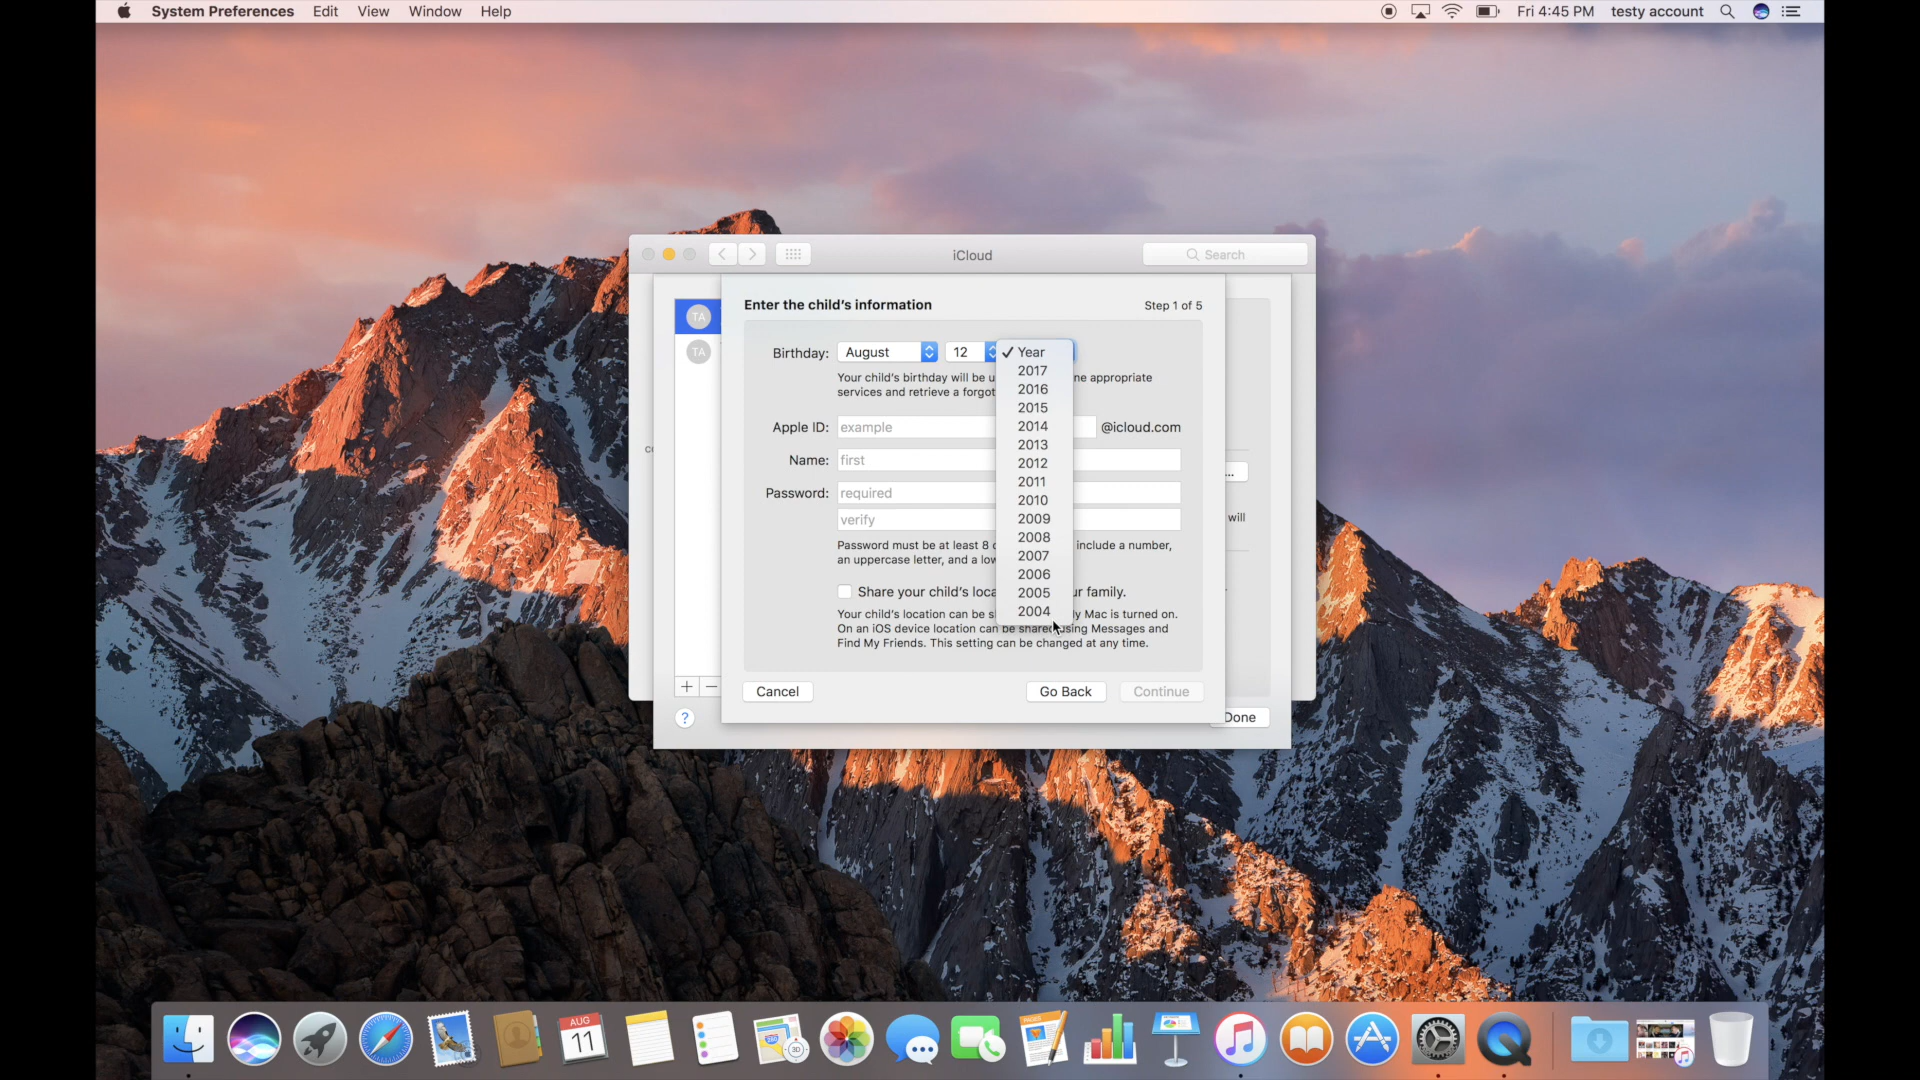 System Preferences Edit View Window Help
Fri 4:45 PM testy account
iCloud
Search
Enter the child's information
Step 1 of 5
TA
TA
Birthday: August 12
Year
2017
2016
2015
2014
2013
2012
2011
2010
2009
2008
2007
2006
2005
2004
Your child's birthday will be u ne appropriate
services and retrieve a forgot
Apple ID: example @icloud.com
Name: first
Password: required
verify
Password must be at least 8 include a number,
an uppercase letter, and a low
Share your child's loca ur family.
Your child's location can be s y Mac is turned on.
On an iOS device location can be shared using Messages and
Find My Friends. This setting can be changed at any time.
...
will
+ −
Cancel
Go Back
Continue
?
Done
AUG
11
PAGES
3D